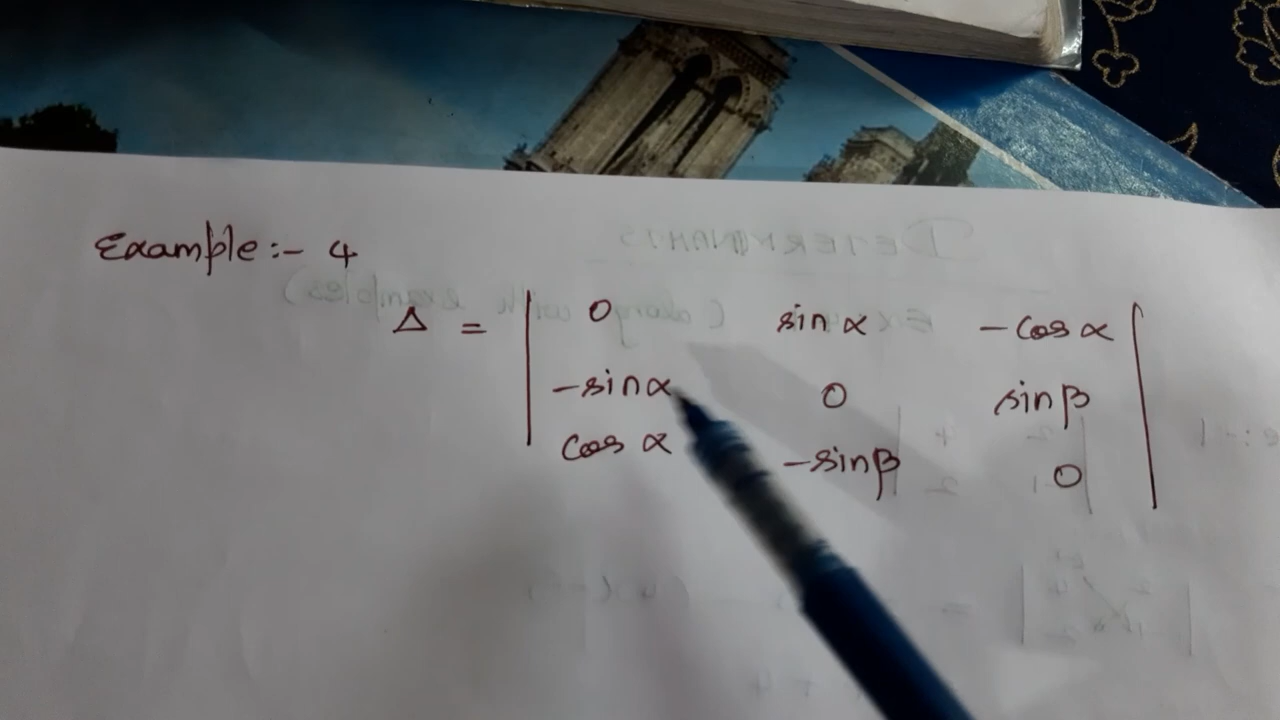 Example:- 4
Δ = | 0 sin α -cos α |
-sin α 0 sin β
cos α -sin β 0